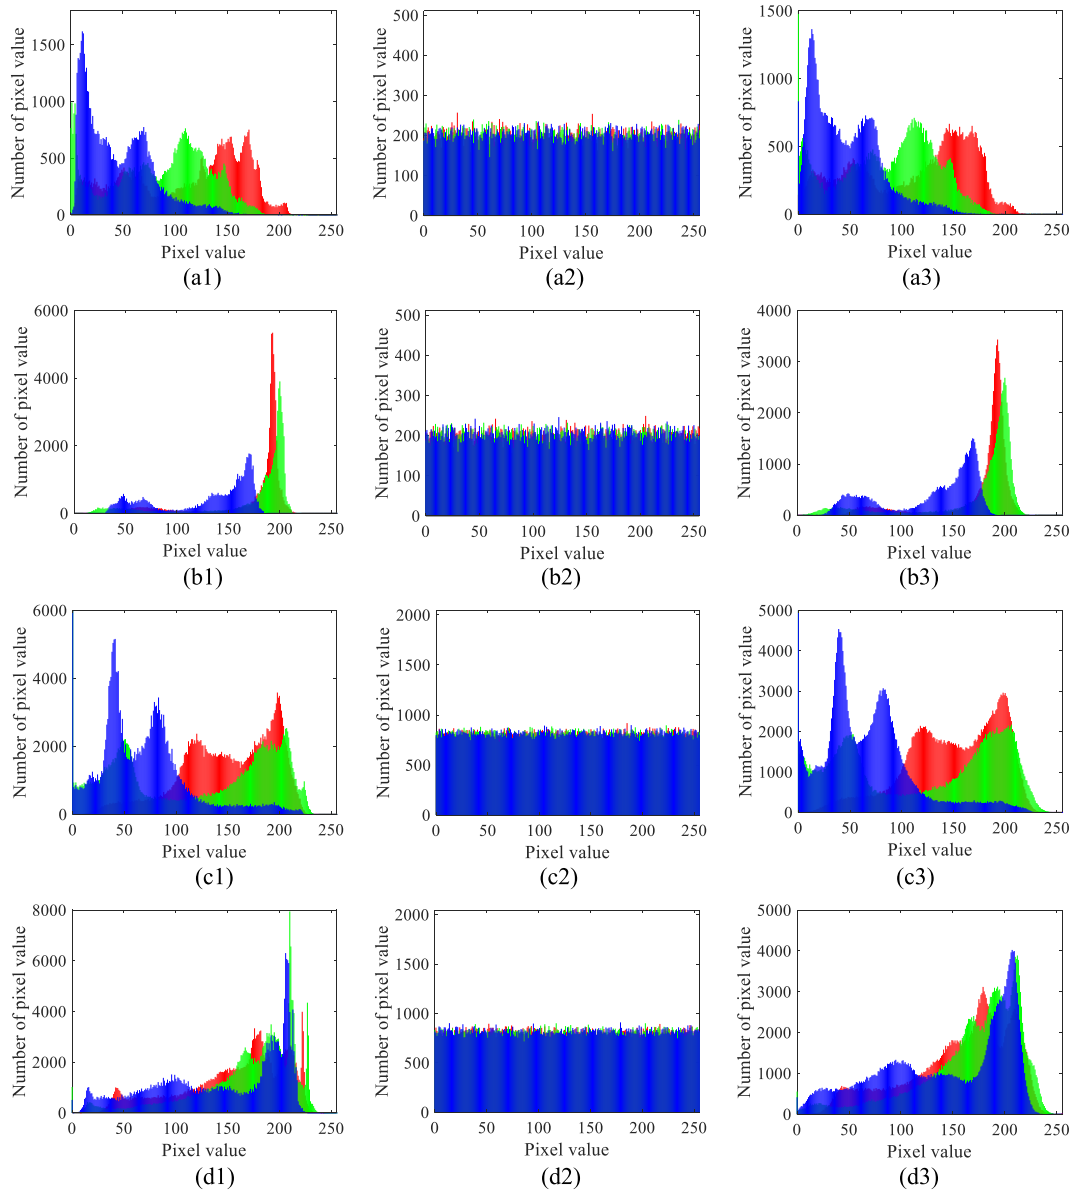 Number of pixel value
1500
1000
500
0
0 50 100 150 200 250
Pixel value
(a1)
Number of pixel value
500
400
300
200
100
0
0 50 100 150 200 250
Pixel value
(a2)
Number of pixel value
1500
1000
500
0
0 50 100 150 200 250
Pixel value
(a3)
Number of pixel value
6000
4000
2000
0
0 50 100 150 200 250
Pixel value
(b1)
Number of pixel value
500
400
300
200
100
0
0 50 100 150 200 250
Pixel value
(b2)
Number of pixel value
4000
3000
2000
1000
0
0 50 100 150 200 250
Pixel value
(b3)
Number of pixel value
6000
4000
2000
0
0 50 100 150 200 250
Pixel value
(c1)
Number of pixel value
2000
1500
1000
500
0
0 50 100 150 200 250
Pixel value
(c2)
Number of pixel value
5000
4000
3000
2000
1000
0
0 50 100 150 200 250
Pixel value
(c3)
Number of pixel value
8000
6000
4000
2000
0
0 50 100 150 200 250
Pixel value
(d1)
Number of pixel value
2000
1500
1000
500
0
0 50 100 150 200 250
Pixel value
(d2)
Number of pixel value
5000
4000
3000
2000
1000
0
0 50 100 150 200 250
Pixel value
(d3)